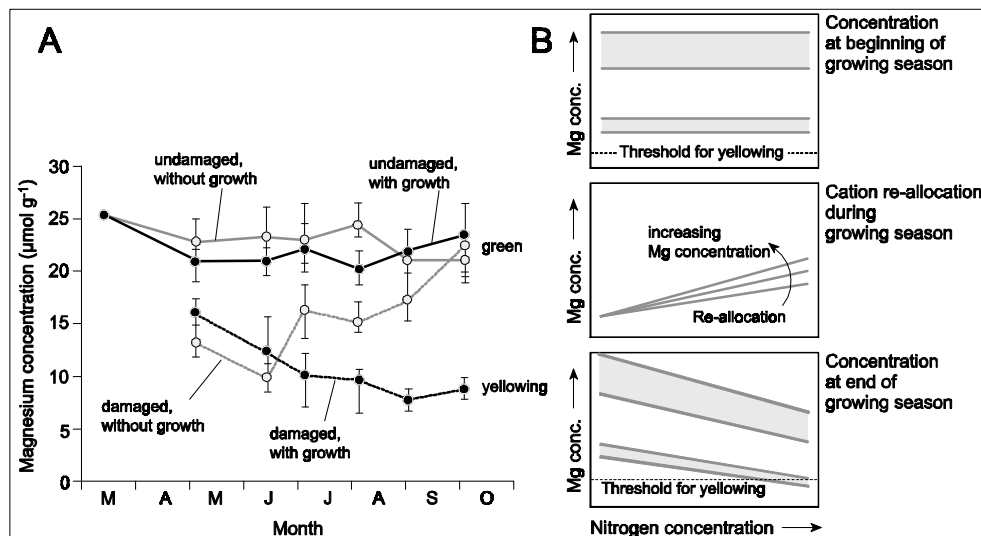 A
Magnesium concentration (µmol g⁻¹)
30
25
20
15
10
5
0
undamaged,
without growth
undamaged,
with growth
green
yellowing
damaged,
without growth
damaged,
with growth
M A M J J A S O
Month
B
Mg conc.
Threshold for yellowing
Concentration
at beginning of
growing season
Mg conc.
increasing
Mg concentration
Re-allocation
Cation re-allocation
during
growing season
Mg conc.
Threshold for yellowing
Concentration
at end of
growing season
Nitrogen concentration